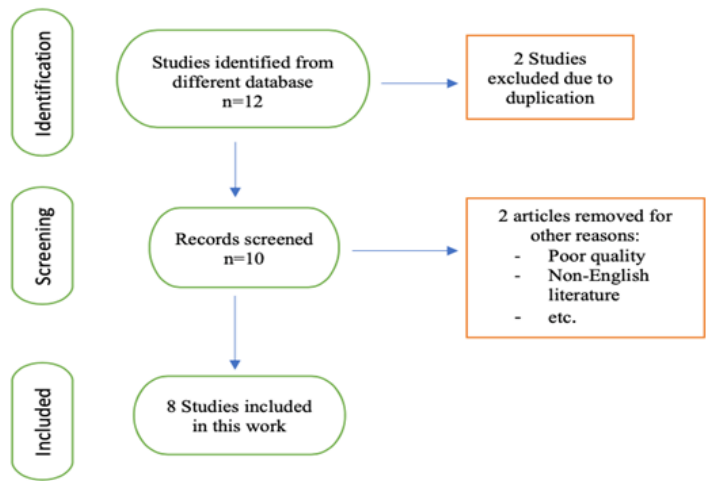 Identification
Studies identified from
different database
n=12
2 Studies
excluded due to
duplication
Screening
Records screened
n=10
2 articles removed for
other reasons:
- Poor quality
- Non-English
literature
- etc.
Included
8 Studies included
in this work